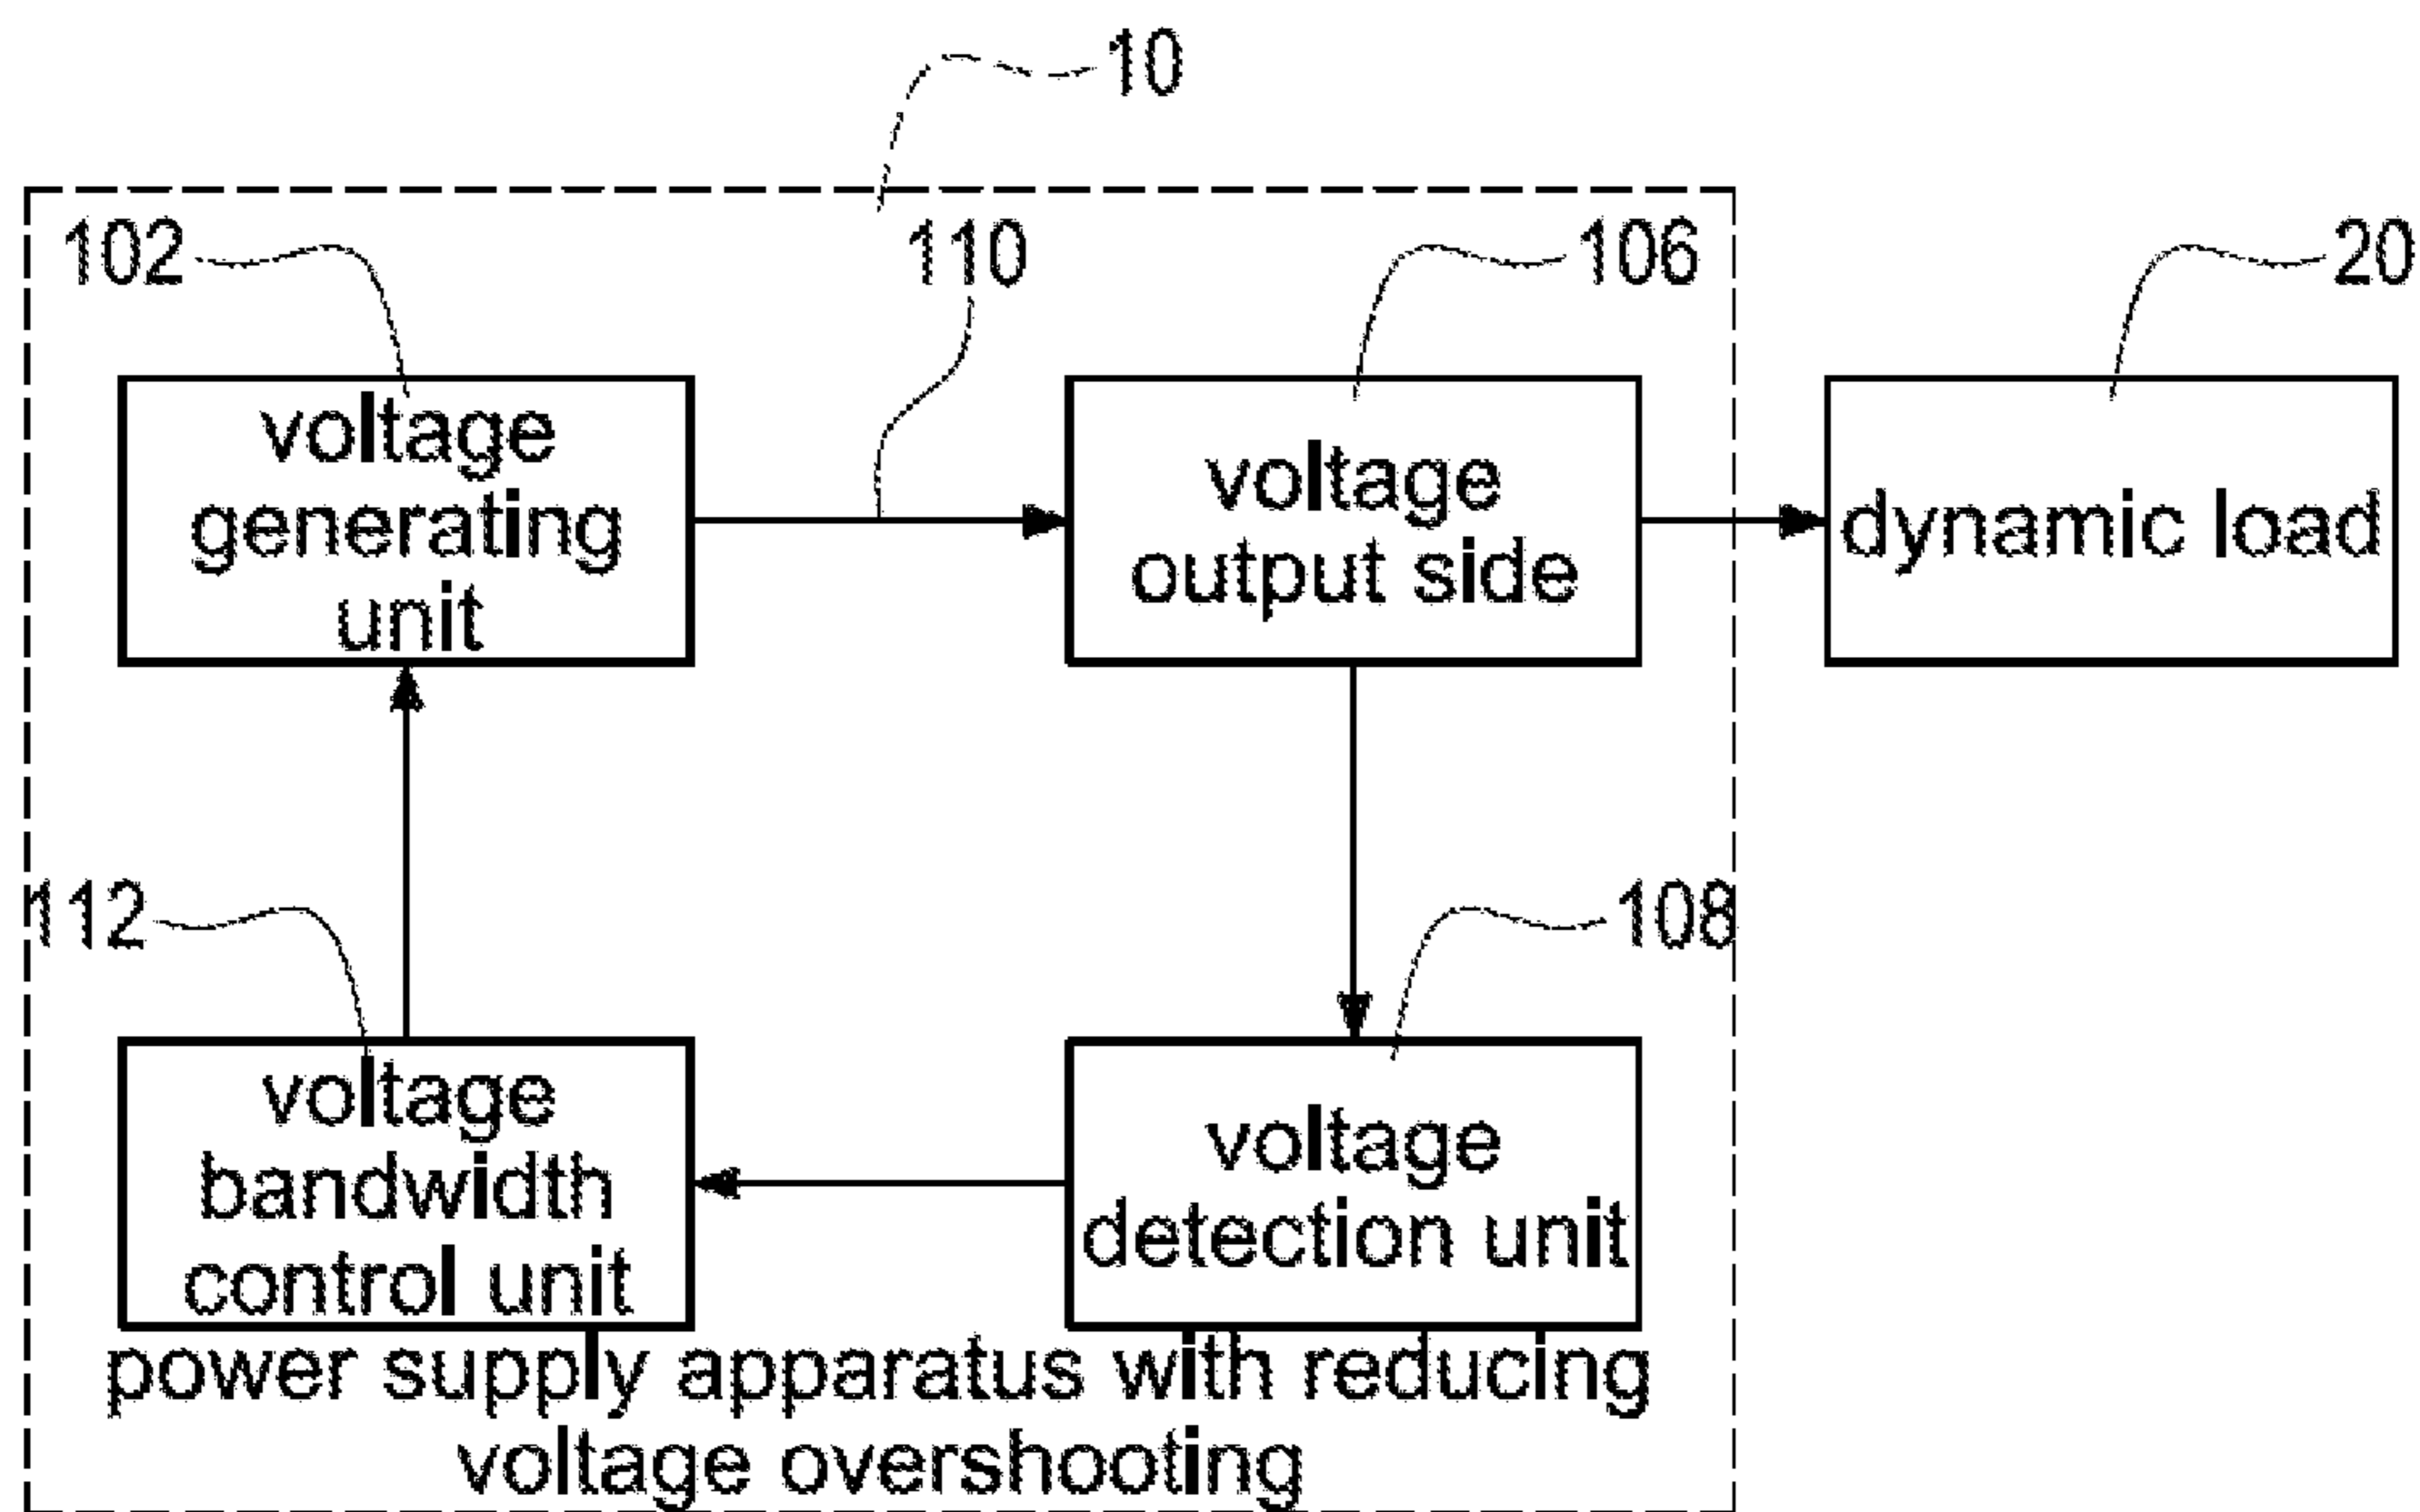 10
102
110
106
20
voltage
generating
unit
voltage
output side
dynamic load
112
108
voltage
bandwidth
control unit
voltage
detection unit
power supply apparatus with reducing
voltage overshooting